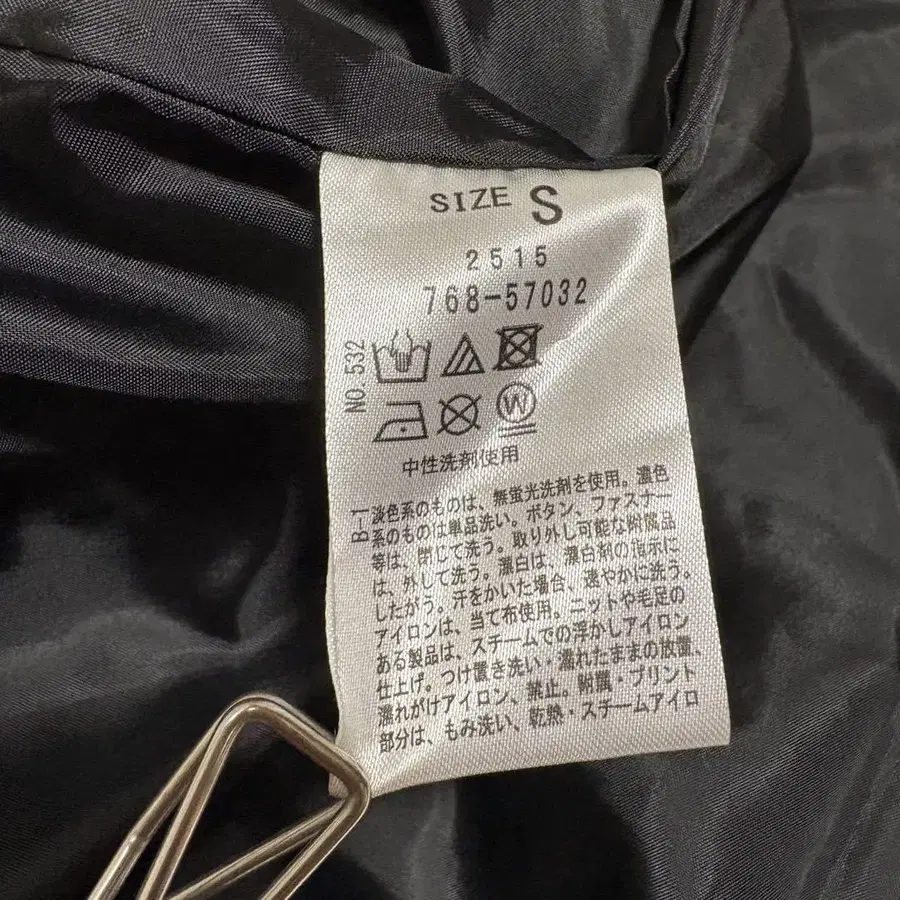 SIZE S
2515
768-57032
NO.532
W
中性洗剤使用
B-1
淡色系のものは、無蛍光洗剤を使用。濃色
系のものは単品洗い。ボタン、ファスナー
等は、閉じて洗う。取り外し可能な附属品
は、外して洗う。漂白は、漂白剤の指示に
したがう。汗をかいた場合、速やかに洗う。
アイロンは、当て布使用。ニットや毛足の
ある製品は、スチームでの浮かしアイロン
仕上げ。つけ置き洗い・濡れたままの放置、
濡れがけアイロン、禁止。附属・プリント
部分は、もみ洗い、乾熱・スチームアイロ